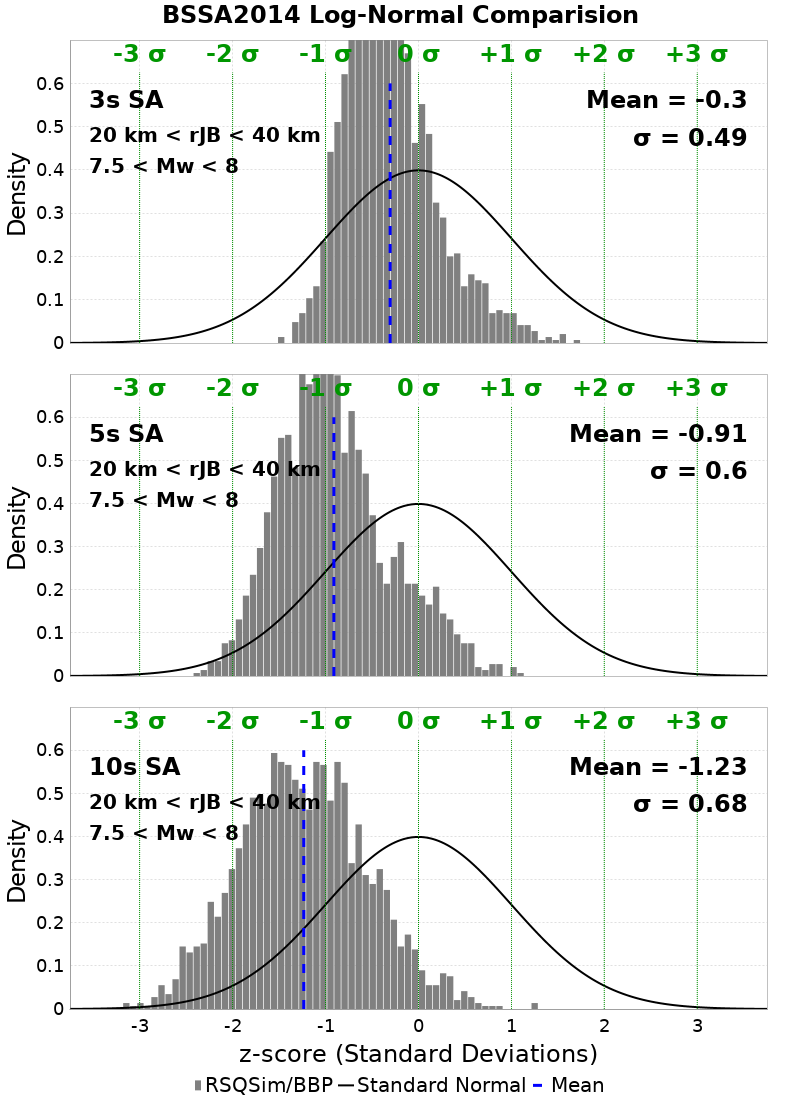 BSSA2014 Log-Normal Comparision
-3 σ -2 σ -1 σ 0 σ +1 σ +2 σ +3 σ
3s SA
20 km < rJB < 40 km
7.5 < Mw < 8
Mean = -0.3
σ = 0.49
Density
0.6
0.5
0.4
0.3
0.2
0.1
0
-3 σ -2 σ -1 σ 0 σ +1 σ +2 σ +3 σ
5s SA
20 km < rJB < 40 km
7.5 < Mw < 8
Mean = -0.91
σ = 0.6
Density
0.6
0.5
0.4
0.3
0.2
0.1
0
-3 σ -2 σ -1 σ 0 σ +1 σ +2 σ +3 σ
10s SA
20 km < rJB < 40 km
7.5 < Mw < 8
Mean = -1.23
σ = 0.68
Density
0.6
0.5
0.4
0.3
0.2
0.1
0
-3 -2 -1 0 1 2 3
z-score (Standard Deviations)
RSQSim/BBP Standard Normal Mean